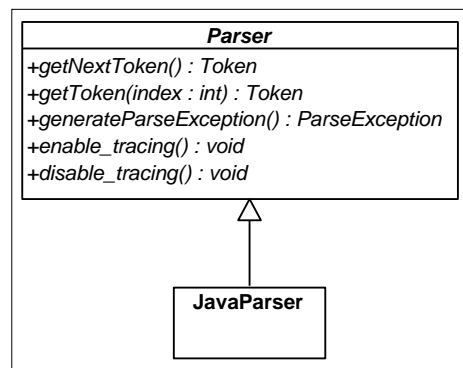 Parser
+getNextToken() : Token
+getToken(index : int) : Token
+generateParseException() : ParseException
+enable_tracing() : void
+disable_tracing() : void
JavaParser